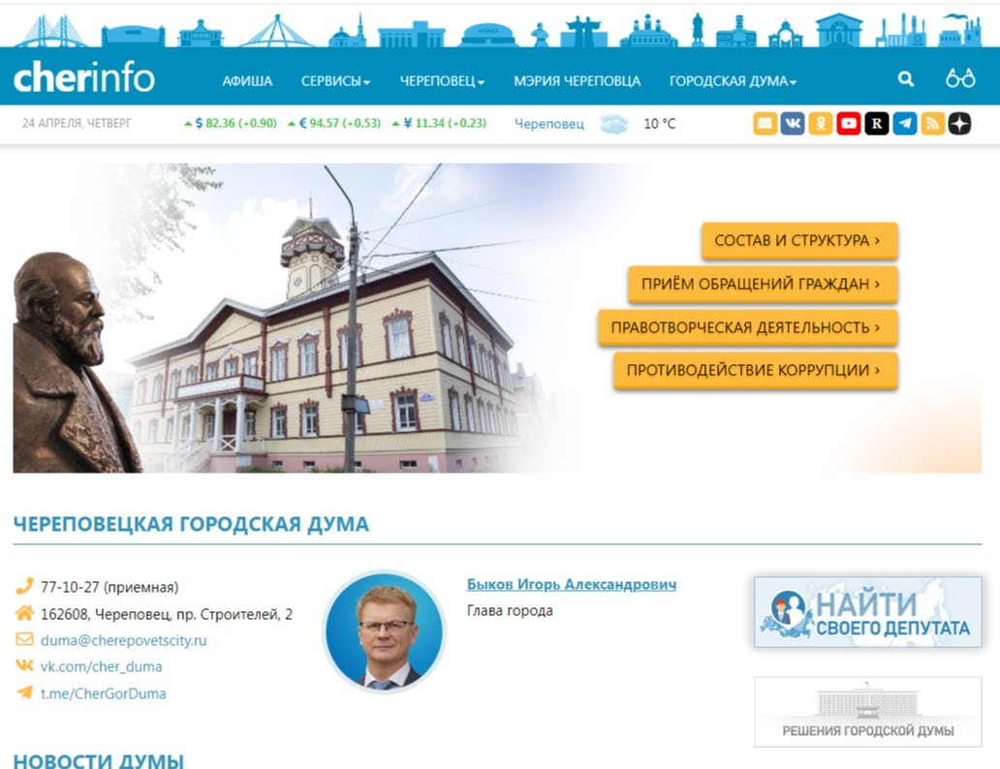 АЛМАЗ
cherinfo
АФИША СЕРВИСЫ ЧЕРЕПОВЕЦ МЭРИЯ ЧЕРЕПОВЦА ГОРОДСКАЯ ДУМА
24 АПРЕЛЯ, ЧЕТВЕРГ $ 82.36 (+0.90) € 94.57 (+0.53) ¥ 11.34 (+0.23) Череповец 10 °C R
СОСТАВ И СТРУКТУРА ›
ПРИЁМ ОБРАЩЕНИЙ ГРАЖДАН ›
ПРАВОТВОРЧЕСКАЯ ДЕЯТЕЛЬНОСТЬ ›
ПРОТИВОДЕЙСТВИЕ КОРРУПЦИИ ›
ЧЕРЕПОВЕЦКАЯ ГОРОДСКАЯ ДУМА
77-10-27 (приемная)
162608, Череповец, пр. Строителей, 2
duma@cherepovetscity.ru
vk.com/cher_duma
t.me/CherGorDuma
Быков Игорь Александрович
Глава города
НАЙТИ
СВОЕГО ДЕПУТАТА
РЕШЕНИЯ ГОРОДСКОЙ ДУМЫ
НОВОСТИ ДУМЫ